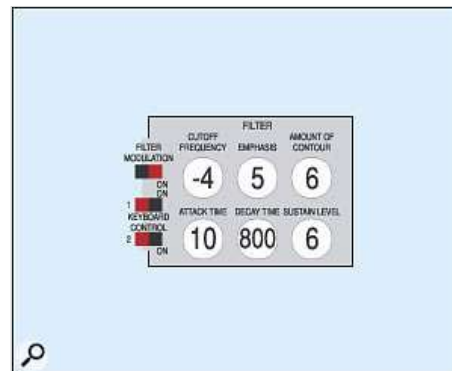 FILTER
CUTOFF FREQUENCY
EMPHASIS
AMOUNT OF CONTOUR
FILTER MODULATION
-4
5
6
ON
ON
1
KEYBOARD CONTROL
2
ON
ATTACK TIME
DECAY TIME
SUSTAIN LEVEL
10
800
6